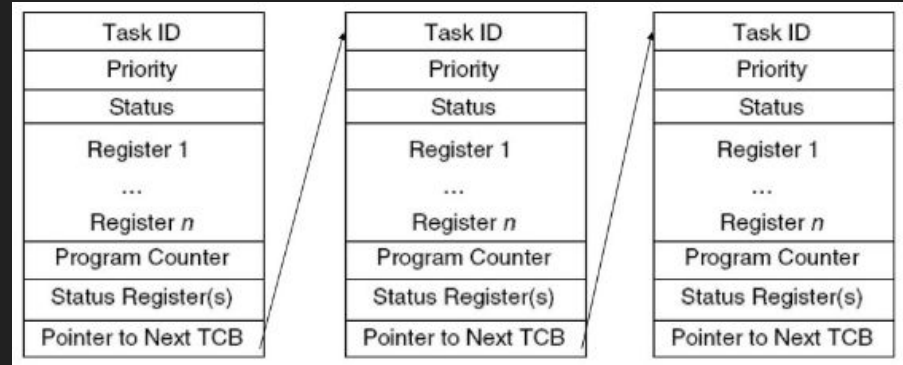 Task ID
Priority
Status
Register 1
...
Register n
Program Counter
Status Register(s)
Pointer to Next TCB
Task ID
Priority
Status
Register 1
...
Register n
Program Counter
Status Register(s)
Pointer to Next TCB
Task ID
Priority
Status
Register 1
...
Register n
Program Counter
Status Register(s)
Pointer to Next TCB